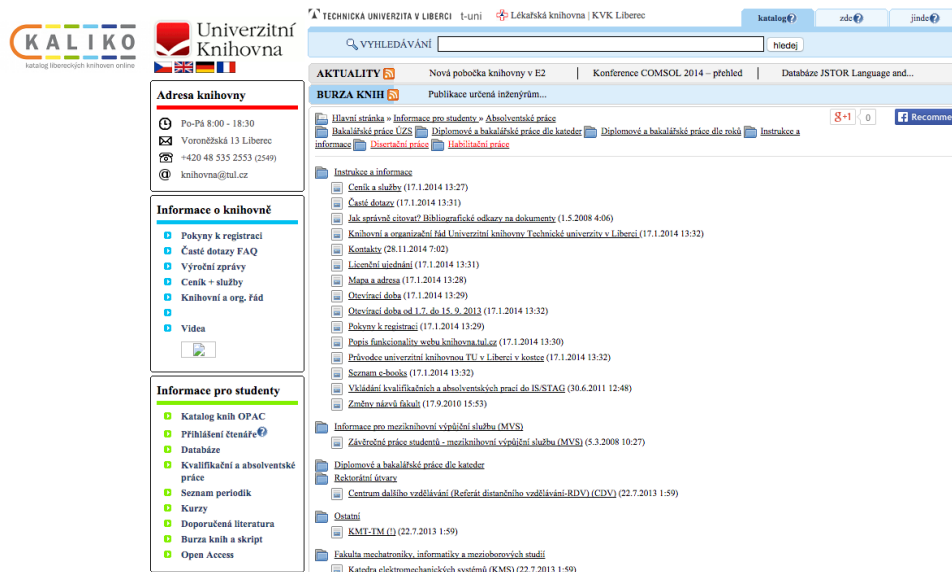 KALIKO
katalog libereckých knihoven online
Univerzitní
Knihovna
Adresa knihovny
Po-Pá 8:00 - 18:30
Voroněžská 13 Liberec
+420 48 535 2553 (2549)
knihovna@tul.cz
Informace o knihovně
Pokyny k registraci
Časté dotazy FAQ
Výroční zprávy
Ceník + služby
Knihovní a org. řád
Videa
Informace pro studenty
Katalog knih OPAC
Přihlášení čtenáře
Databáze
Kvalifikační a absolventské
práce
Seznam periodik
Kurzy
Doporučená literatura
Burza knih a skript
Open Access
TECHNICKÁ UNIVERZITA V LIBERCI t-uni Lékařská knihovna | KVK Liberec
katalog zde jinde
VYHLEDÁVÁNÍ hledej
AKTUALITY Nová pobočka knihovny v E2 | Konference COMSOL 2014 – přehled | Databáze JSTOR Language and...
BURZA KNIH Publikace určená inženýrům...
Hlavní stránka » Informace pro studenty » Absolventské práce
g+1 0 Recomme
Bakalářské práce ÚZS Diplomové a bakalářské práce dle kateder Diplomové a bakalářské práce dle roků Instrukce a
informace Disertační práce Habilitační práce
Instrukce a informace
Ceník a služby (17.1.2014 13:27)
Časté dotazy (17.1.2014 13:31)
Jak správně citovat? Bibliografické odkazy na dokumenty (1.5.2008 4:06)
Knihovní a organizační řád Univerzitní knihovny Technické univerzity v Liberci (17.1.2014 13:32)
Kontakty (28.11.2014 7:02)
Licenční ujednání (17.1.2014 13:31)
Mapa a adresa (17.1.2014 13:28)
Otevírací doba (17.1.2014 13:29)
Otevírací doba od 1.7. do 15. 9. 2013 (17.1.2014 13:32)
Pokyny k registraci (17.1.2014 13:29)
Popis funkcionality webu knihovna.tul.cz (17.1.2014 13:30)
Průvodce univerzitní knihovnou TU v Liberci v kostce (17.1.2014 13:32)
Seznam e-books (17.1.2014 13:32)
Vkládání kvalifikačních a absolventských prací do IS/STAG (30.6.2011 12:48)
Změny názvů fakult (17.9.2010 15:53)
Informace pro meziknihovní výpůjční službu (MVS)
Závěrečné práce studentů - meziknihovní výpůjční službu (MVS) (5.3.2008 10:27)
Diplomové a bakalářské práce dle kateder
Rektorátní útvary
Centrum dalšího vzdělávání (Referát distančního vzdělávání-RDV) (CDV) (22.7.2013 1:59)
Ostatní
KMT-TM (!) (22.7.2013 1:59)
Fakulta mechatroniky, informatiky a mezioborových studií
Katedra elektromechanických systémů (KMS) (22.7.2013 1:59)